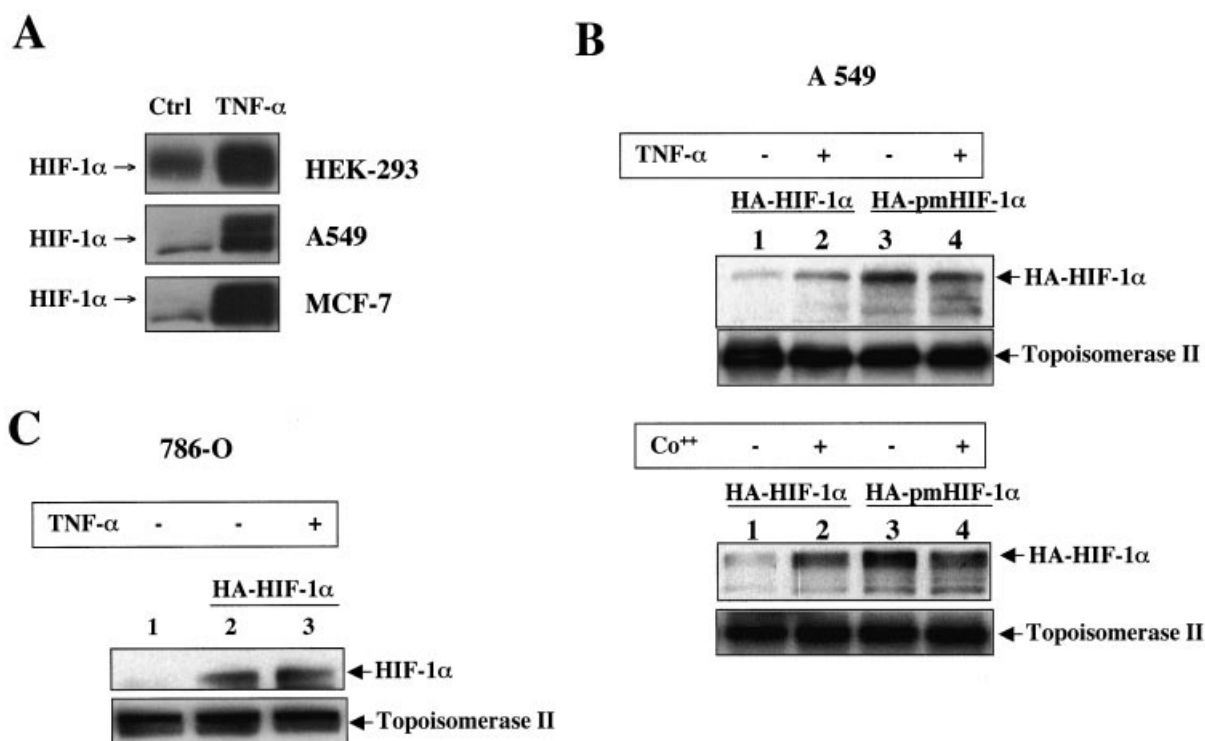 A
Ctrl TNF-α
HIF-1α → HEK-293
HIF-1α → A549
HIF-1α → MCF-7
B
A 549
TNF-α - + - +
HA-HIF-1α HA-pmHIF-1α
1 2 3 4
HA-HIF-1α
Topoisomerase II
Co++ - + - +
HA-HIF-1α HA-pmHIF-1α
1 2 3 4
HA-HIF-1α
Topoisomerase II
C
786-O
TNF-α - - +
HA-HIF-1α
1 2 3
HIF-1α
Topoisomerase II